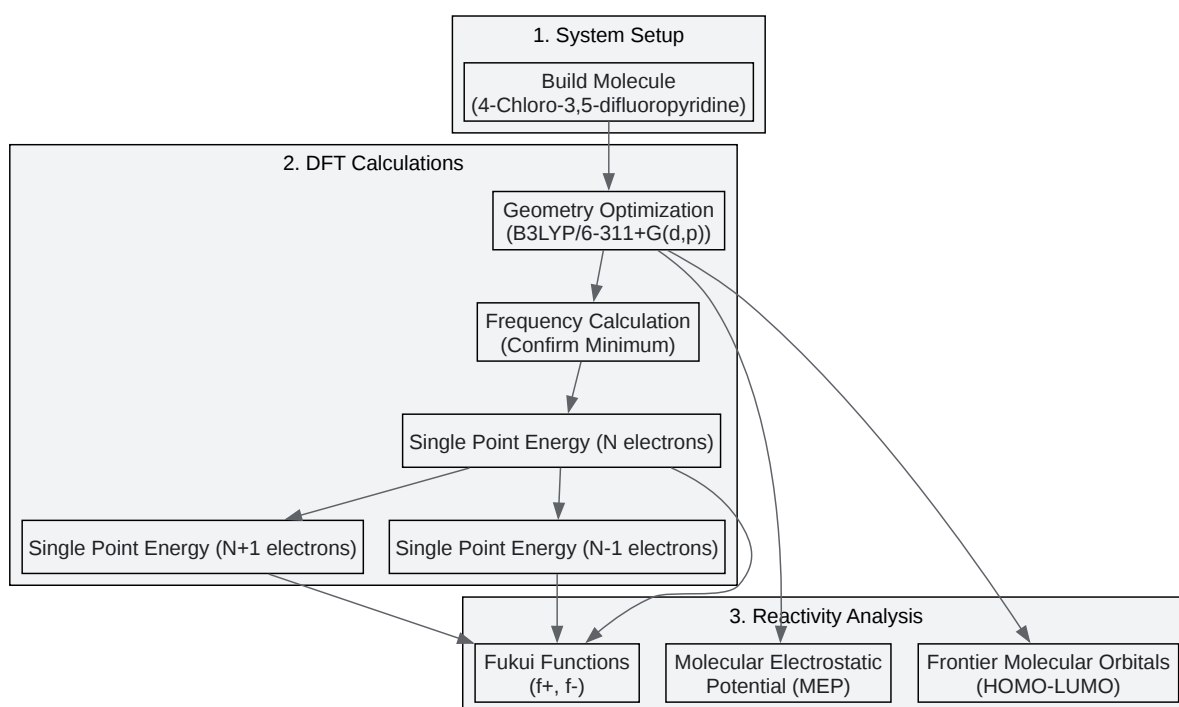 1. System Setup
Build Molecule
(4-Chloro-3,5-difluoropyridine)
2. DFT Calculations
Geometry Optimization
(B3LYP/6-311+G(d,p))
Frequency Calculation
(Confirm Minimum)
Single Point Energy (N electrons)
Single Point Energy (N+1 electrons)
Single Point Energy (N-1 electrons)
3. Reactivity Analysis
Fukui Functions
(f+, f-)
Molecular Electrostatic
Potential (MEP)
Frontier Molecular Orbitals
(HOMO-LUMO)